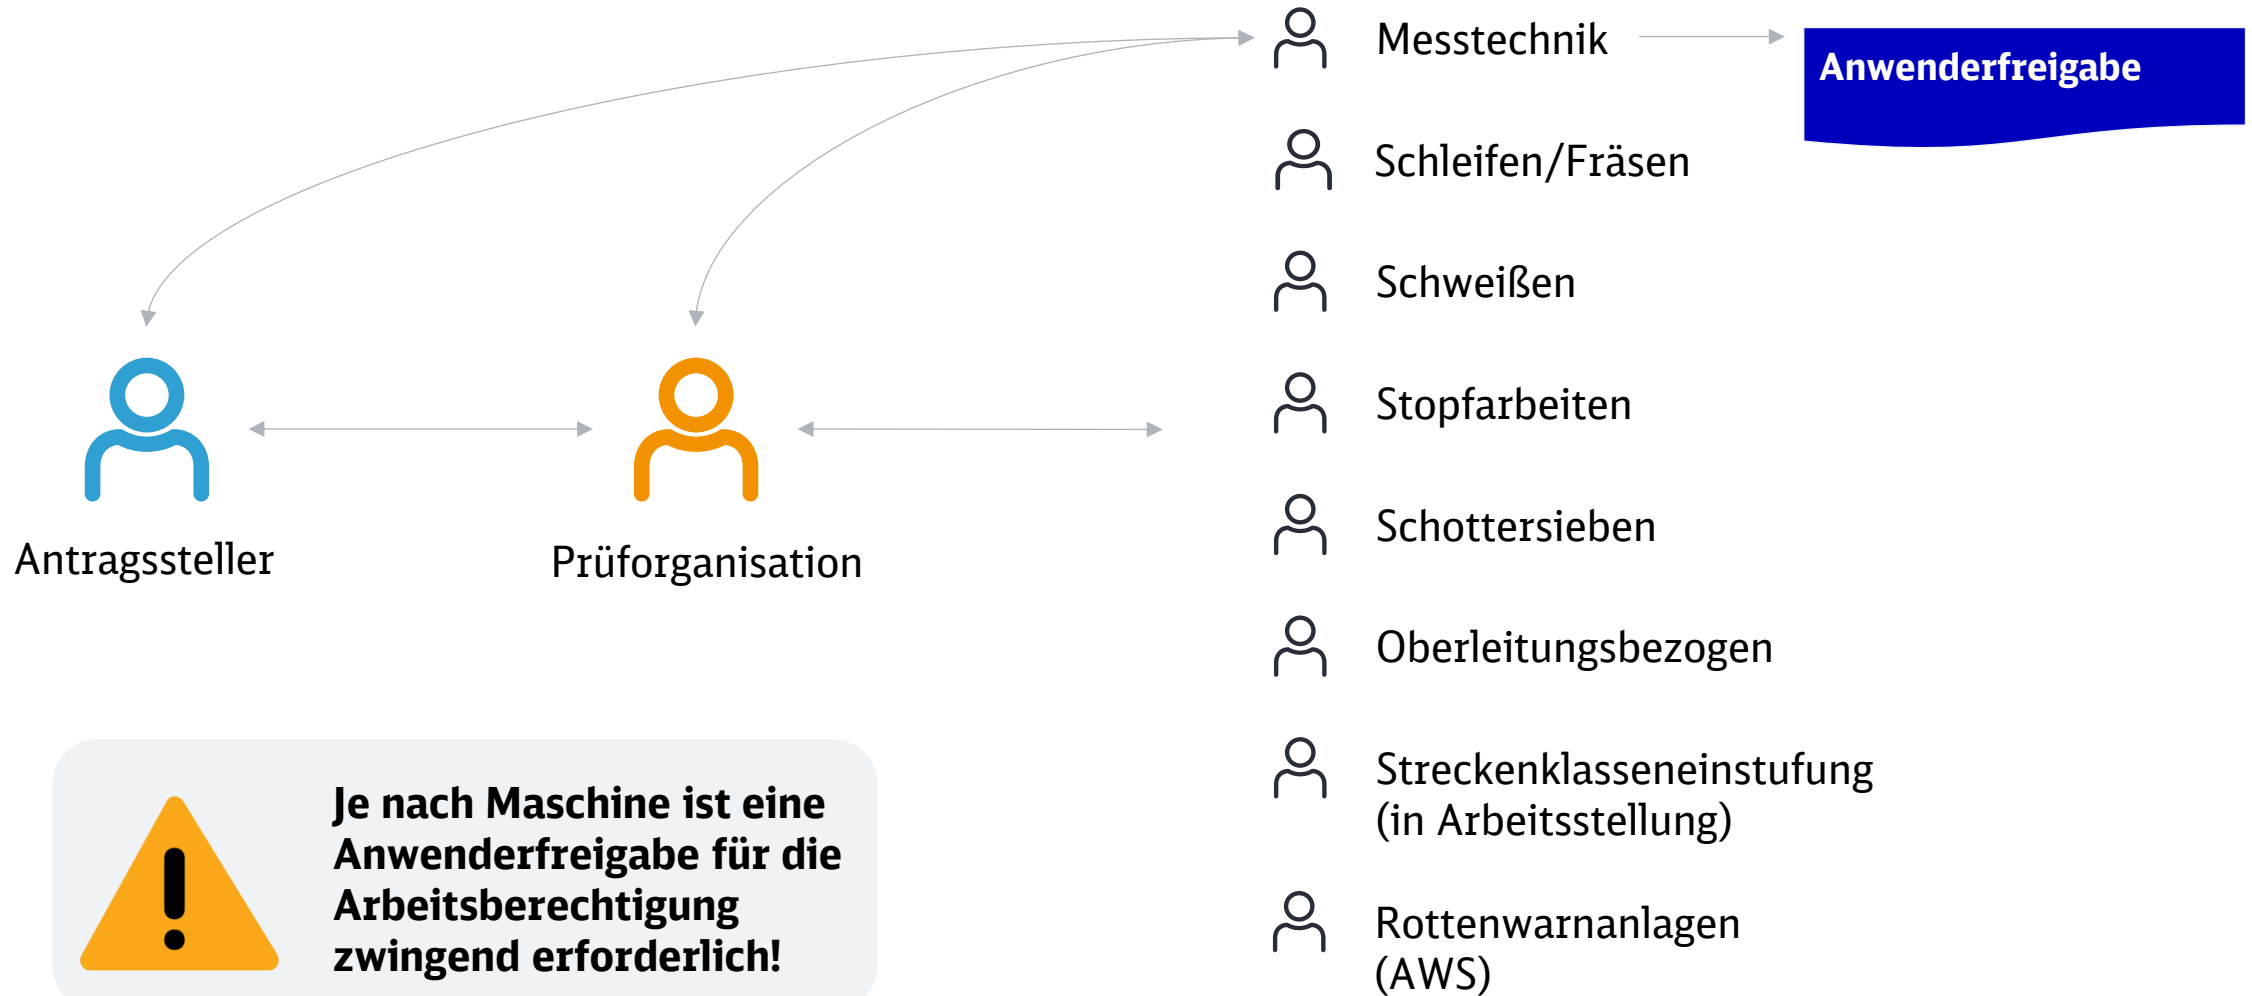 Messtechnik
Anwenderfreigabe
Schleifen/Fräsen
Schweißen
Stopfarbeiten
Schottersieben
Oberleitungsbezogen
Streckenklasseneinstufung
(in Arbeitsstellung)
Rottenwarnanlagen
(AWS)
Antragssteller
Prüforganisation
Je nach Maschine ist eine
Anwenderfreigabe für die
Arbeitsberechtigung
zwingend erforderlich!